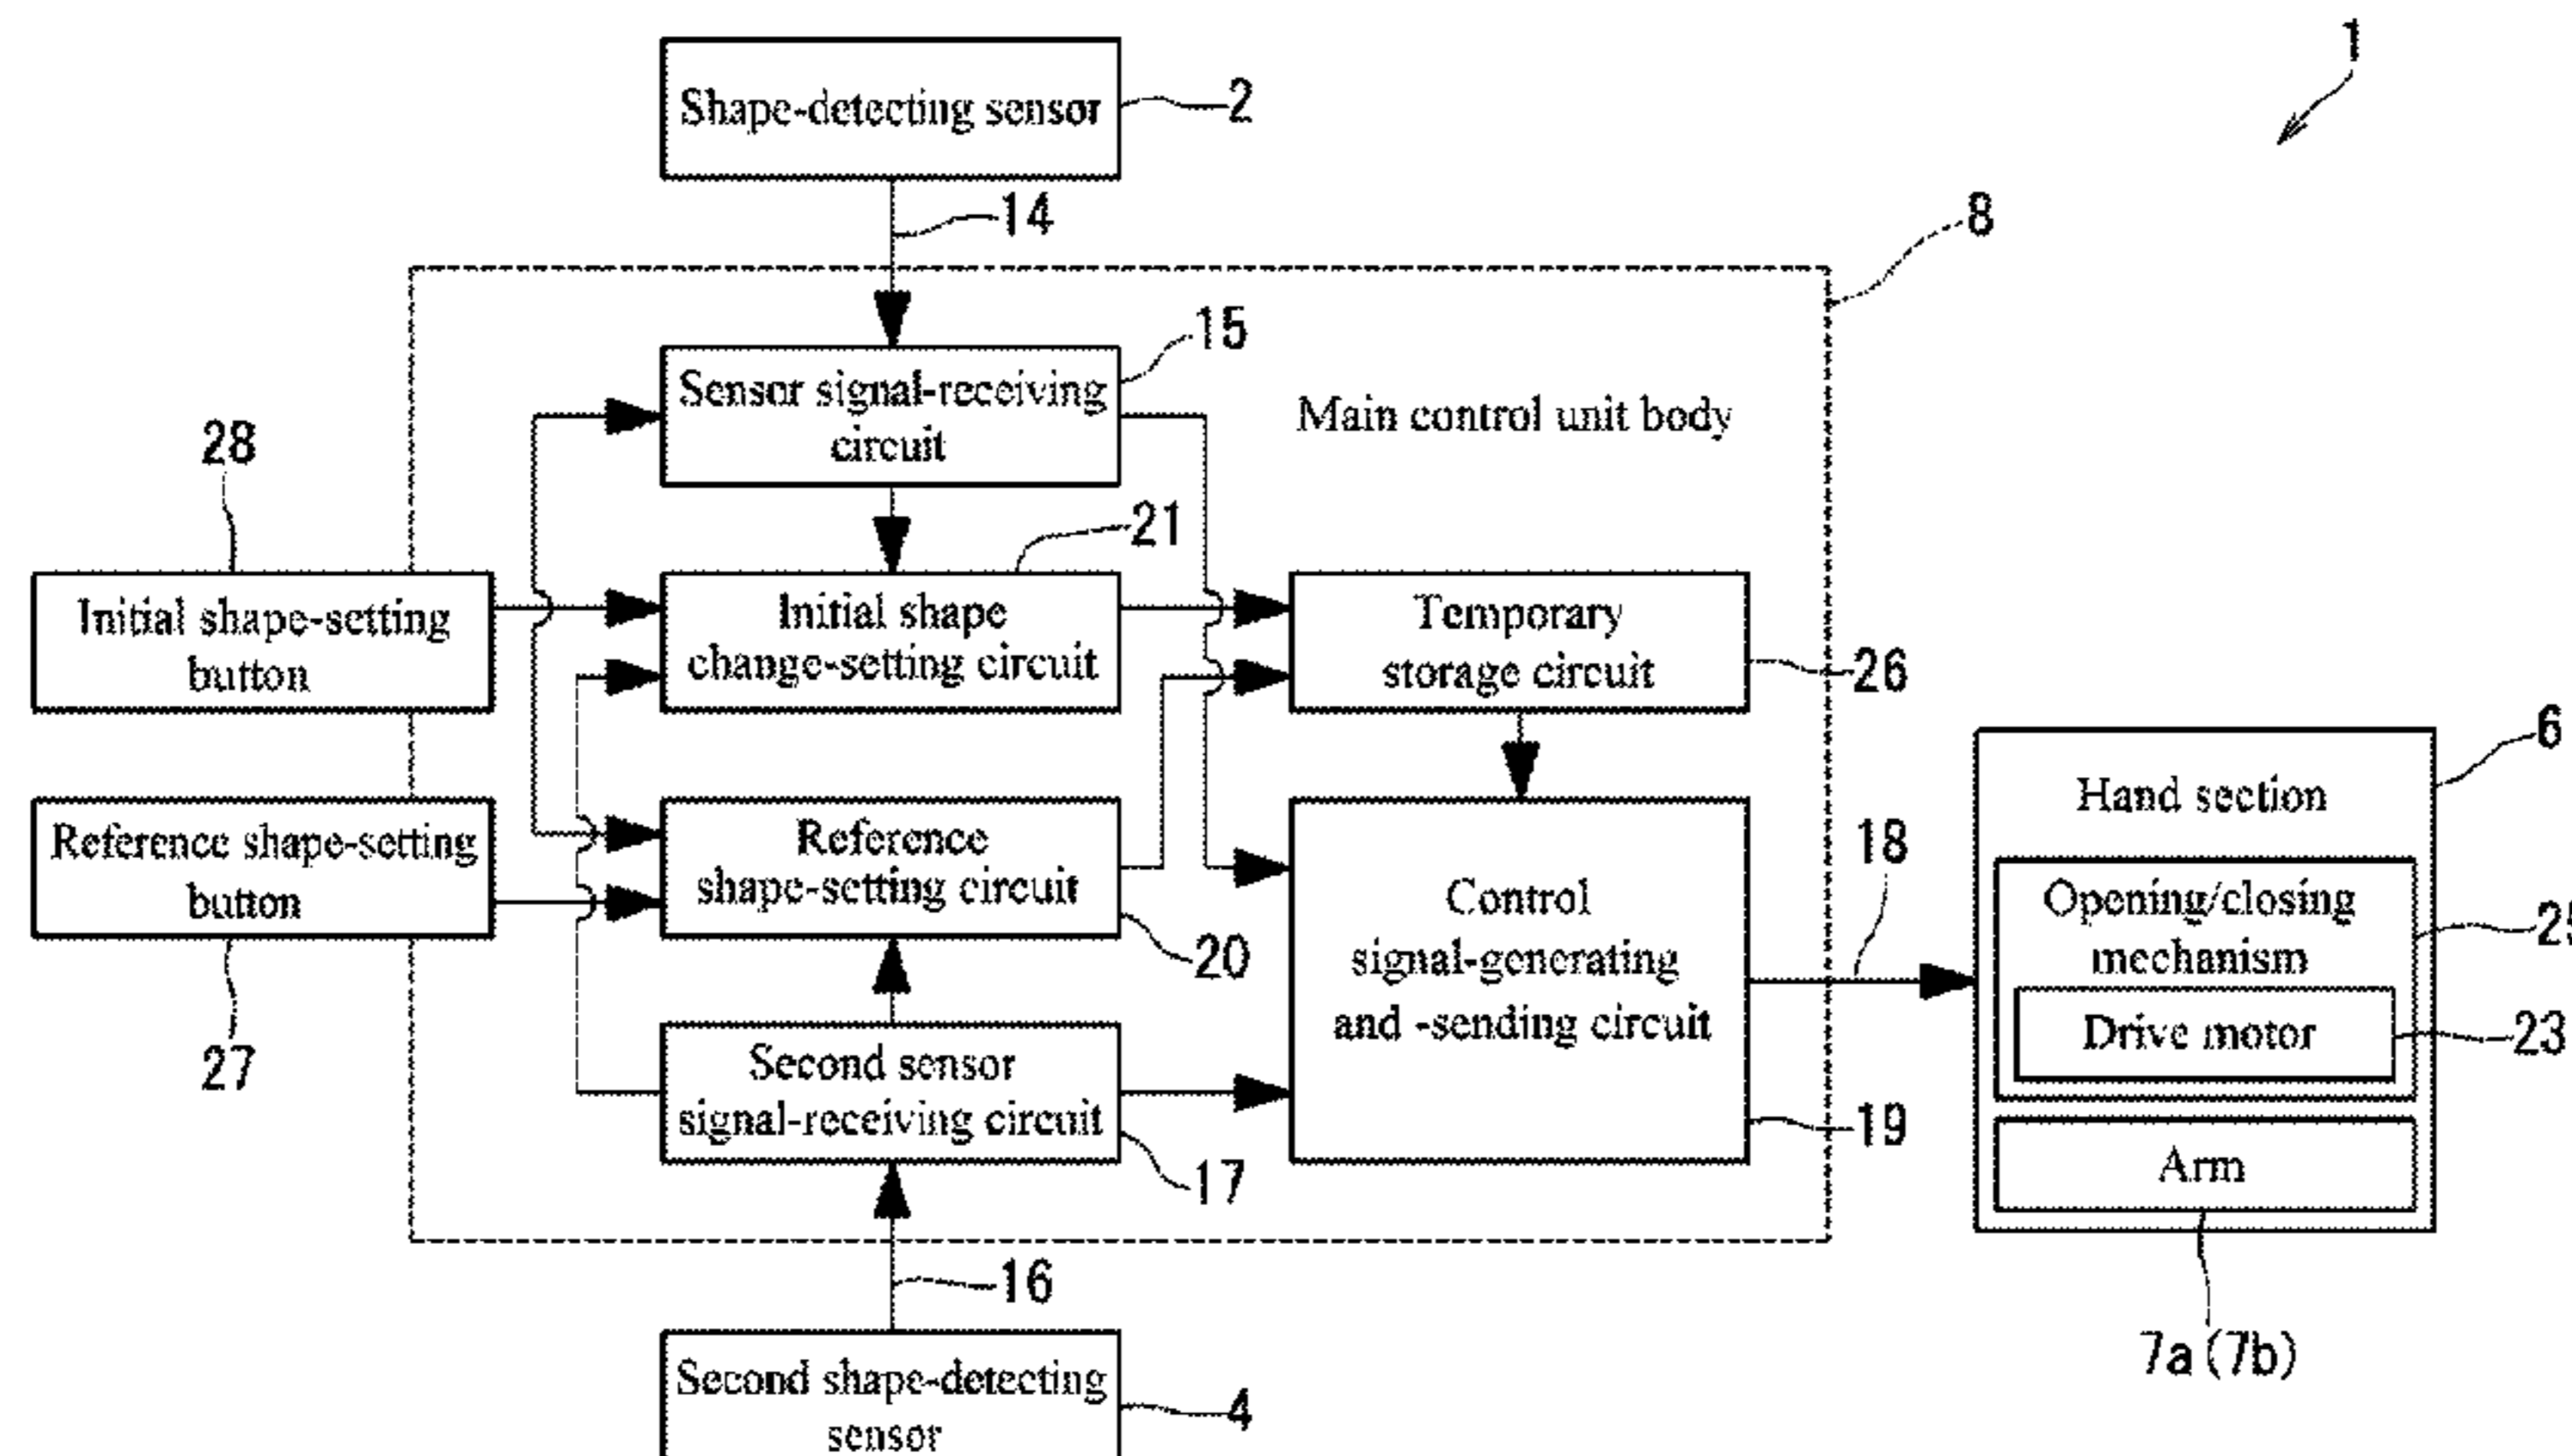 1
Shape-detecting sensor
2
14
8
15
Sensor signal-receiving
circuit
Main control unit body
28
21
Initial shape-setting
button
Initial shape
change-setting circuit
Temporary
storage circuit
26
6
Hand section
Reference shape-setting
button
Reference
shape-setting circuit
20
Control
signal-generating
and -sending circuit
18
Opening/closing
mechanism
Drive motor
23
27
Second sensor
signal-receiving circuit
17
19
Arm
16
7a (7b)
Second shape-detecting
sensor
4